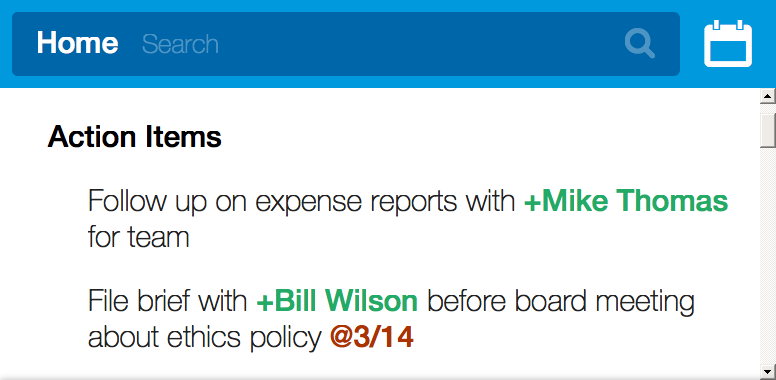 Home Search
Action Items
Follow up on expense reports with +Mike Thomas
for team
File brief with +Bill Wilson before board meeting
about ethics policy @3/14